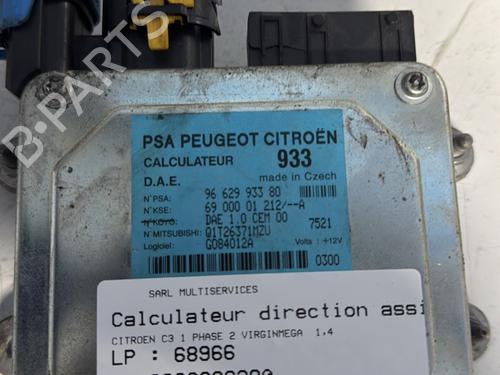 PSA PEUGEOT CITROËN
CALCULATEUR 933
D.A.E. made in Czech
N°PSA: 96 629 933 80
N°KSE: 69 000 01 212/--A
N°KOYO: DAE 1.0 CEM 00 7521
N°MITSUBISHI: Q1T26371MZU
Logiciel: G084012A Volts : +12V
0300
SARL MULTISERVICES
Calculateur direction assi
CITROEN C3 1 PHASE 2 VIRGINMEGA 1,4
LP : 68966